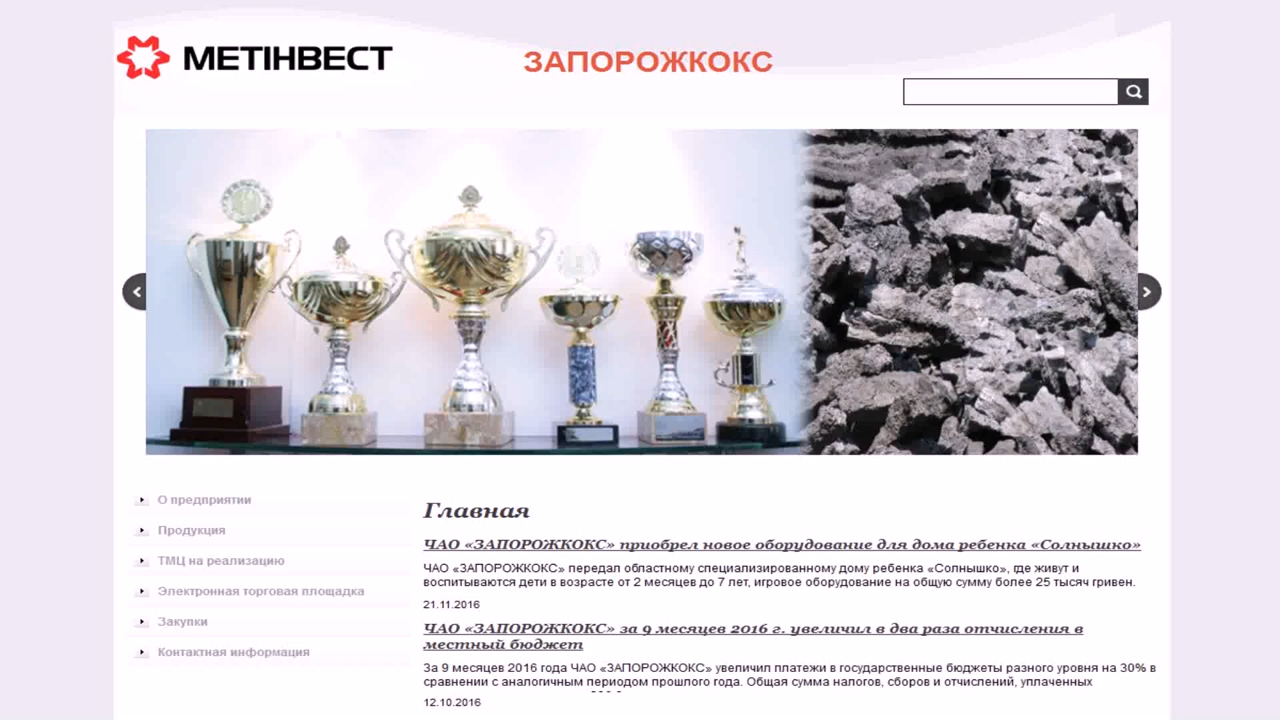 МЕТІНВЕСТ
ЗАПОРОЖКОКС
О предприятии
Продукция
ТМЦ на реализацию
Электронная торговая площадка
Закупки
Контактная информация
Главная
ЧАО «ЗАПОРОЖКОКС» приобрел новое оборудование для дома ребенка «Солнышко»
ЧАО «ЗАПОРОЖКОКС» передал областному специализированному дому ребенка «Солнышко», где живут и
воспитываются дети в возрасте от 2 месяцев до 7 лет, игровое оборудование на общую сумму более 25 тысяч гривен.
21.11.2016
ЧАО «ЗАПОРОЖКОКС» за 9 месяцев 2016 г. увеличил в два раза отчисления в
местный бюджет
За 9 месяцев 2016 года ЧАО «ЗАПОРОЖКОКС» увеличил платежи в государственные бюджеты разного уровня на 30% в
сравнении с аналогичным периодом прошлого года. Общая сумма налогов, сборов и отчислений, уплаченных
12.10.2016